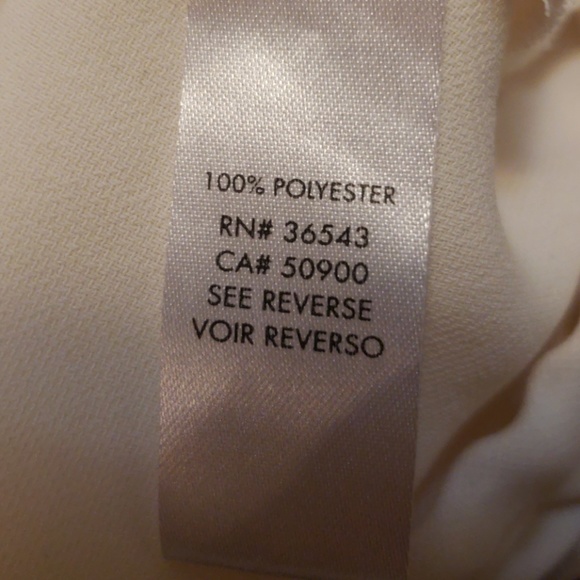 100% POLYESTER
RN# 36543
CA# 50900
SEE REVERSE
VOIR REVERSO